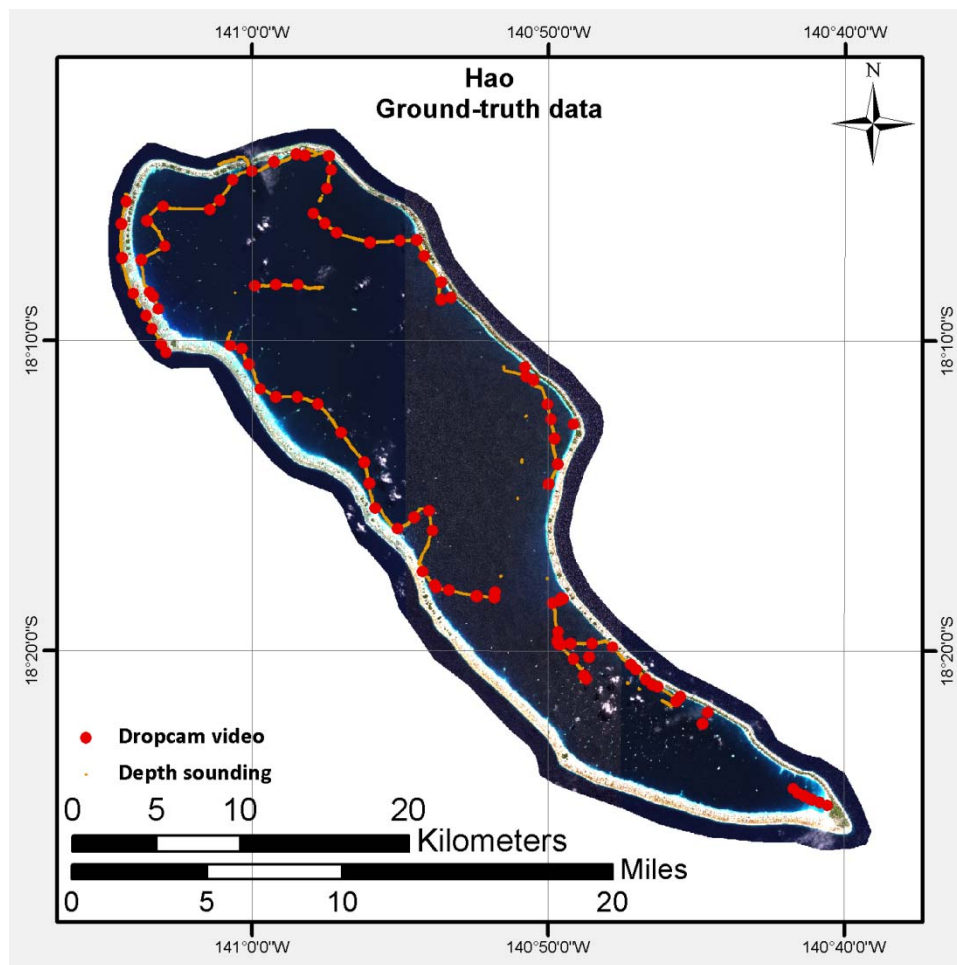 141°0'0"W 140°50'0"W 140°40'0"W
Hao
Ground-truth data
N
18°10'0"S 18°10'0"S
18°20'0"S 18°20'0"S
Dropcam video
Depth sounding
0 5 10 20
Kilometers
Miles
0 5 10 20
141°0'0"W 140°50'0"W 140°40'0"W